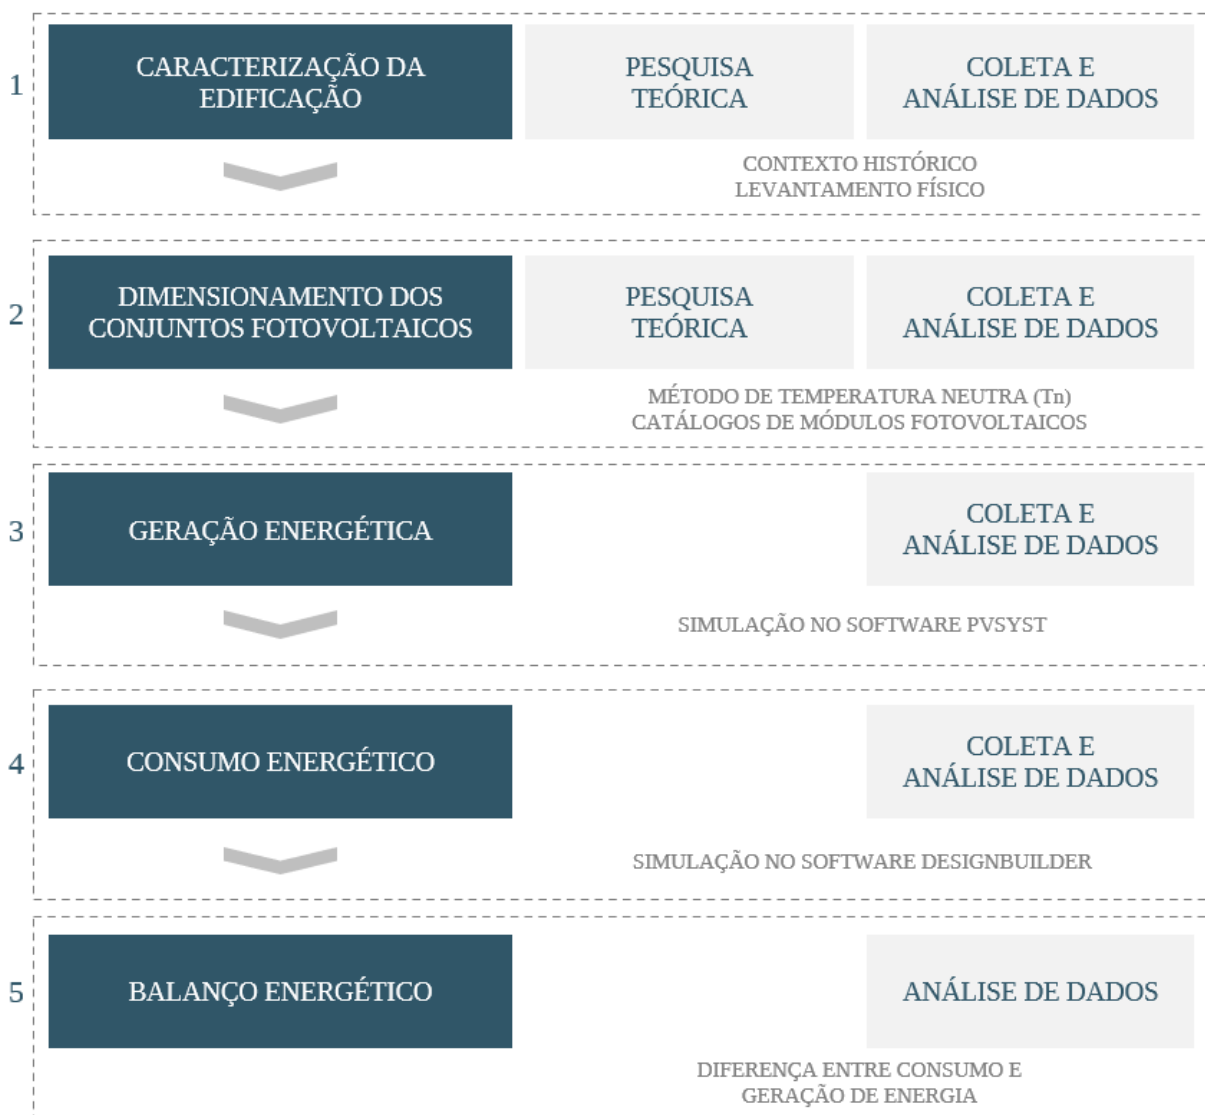 1
CARACTERIZAÇÃO DA
EDIFICAÇÃO
PESQUISA
TEÓRICA
COLETA E
ANÁLISE DE DADOS
CONTEXTO HISTÓRICO
LEVANTAMENTO FÍSICO
2
DIMENSIONAMENTO DOS
CONJUNTOS FOTOVOLTAICOS
PESQUISA
TEÓRICA
COLETA E
ANÁLISE DE DADOS
MÉTODO DE TEMPERATURA NEUTRA (Tn)
CATÁLOGOS DE MÓDULOS FOTOVOLTAICOS
3
GERAÇÃO ENERGÉTICA
COLETA E
ANÁLISE DE DADOS
SIMULAÇÃO NO SOFTWARE PVSYST
4
CONSUMO ENERGÉTICO
COLETA E
ANÁLISE DE DADOS
SIMULAÇÃO NO SOFTWARE DESIGNBUILDER
5
BALANÇO ENERGÉTICO
ANÁLISE DE DADOS
DIFERENÇA ENTRE CONSUMO E
GERAÇÃO DE ENERGIA